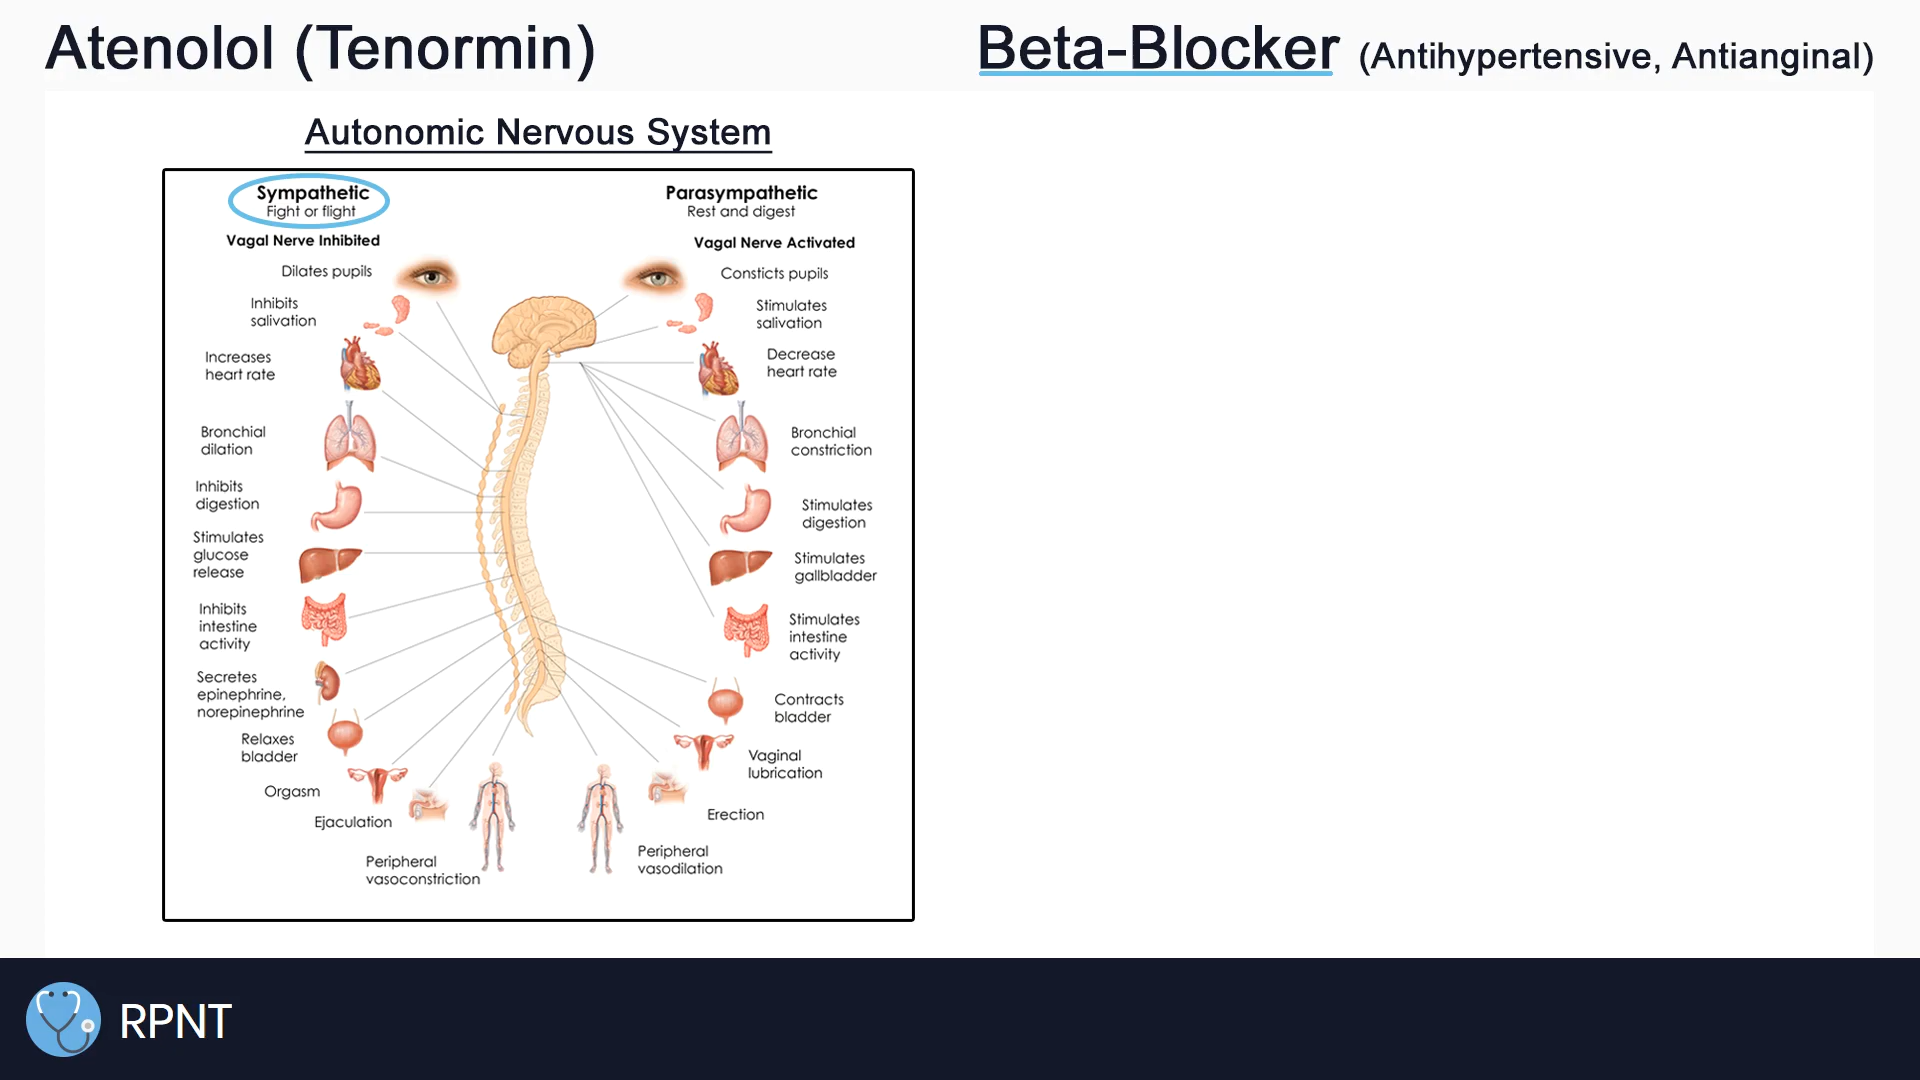 Atenolol (Tenormin)
Beta-Blocker (Antihypertensive, Antianginal)
Autonomic Nervous System
Sympathetic
Fight or flight
Vagal Nerve Inhibited
Dilates pupils
Inhibits
salivation
Increases
heart rate
Bronchial
dilation
Inhibits
digestion
Stimulates
glucose
release
Inhibits
intestine
activity
Secretes
epinephrine,
norepinephrine
Relaxes
bladder
Orgasm
Ejaculation
Peripheral
vasoconstriction
Parasympathetic
Rest and digest
Vagal Nerve Activated
Consticts pupils
Stimulates
salivation
Decrease
heart rate
Bronchial
constriction
Stimulates
digestion
Stimulates
gallbladder
Stimulates
intestine
activity
Contracts
bladder
Vaginal
lubrication
Erection
Peripheral
vasodilation
RPNT